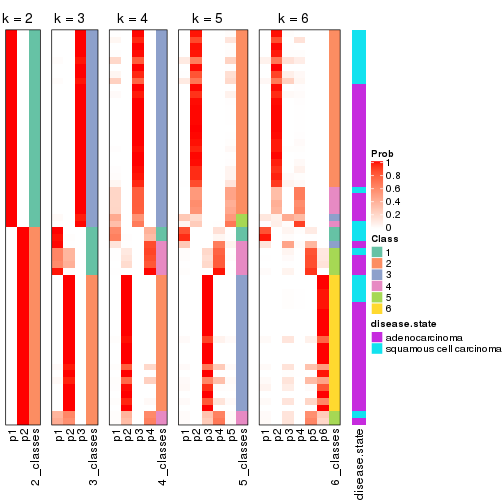 k = 2 k = 3 k = 4 k = 5 k = 6
Prob
1
0.8
0.6
0.4
0.2
0
Class
1
2
3
4
5
6
disease.state
adenocarcinoma
squamous cell carcinoma
p1 p2 2_classes p1 p2 p3 3_classes p1 p2 p3 p4 4_classes p1 p2 p3 p4 p5 5_classes p1 p2 p3 p4 p5 p6 6_classes disease.state